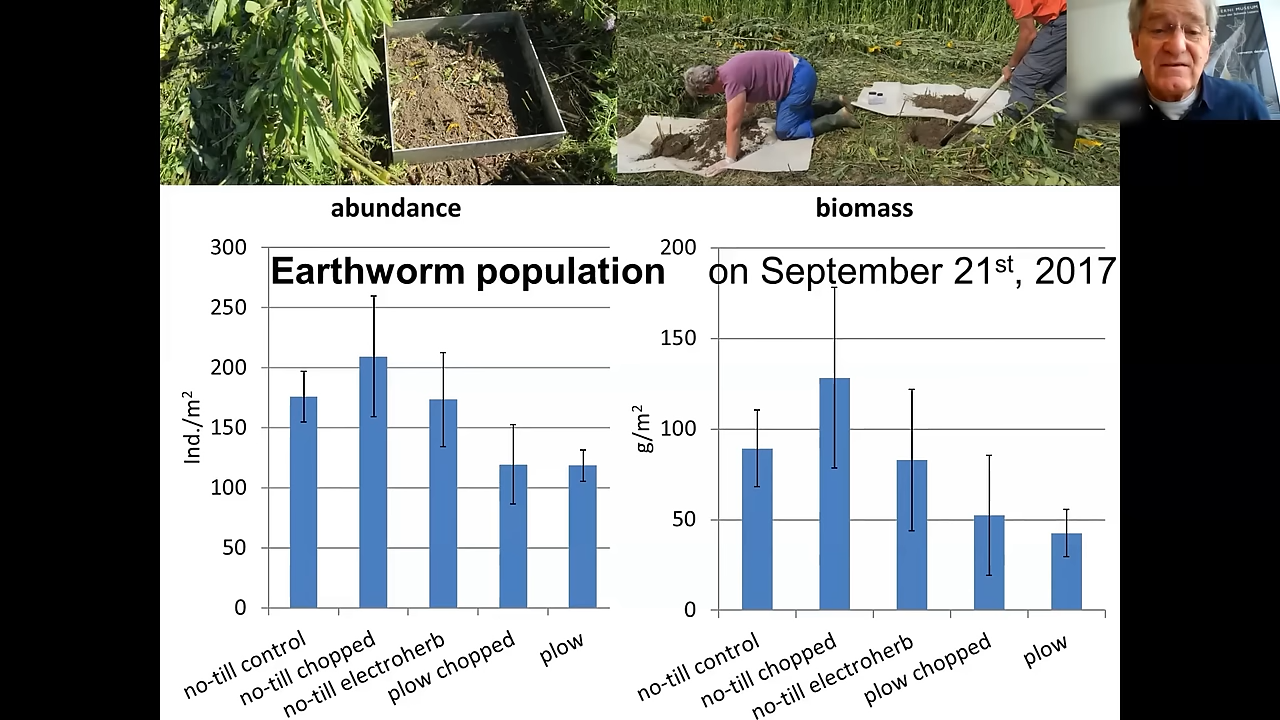 ERNI MUSEUM
abundance
biomass
Earthworm population on September 21st, 2017
300
250
200
150
100
50
0
Ind./m2
no-till control
no-till chopped
no-till electroherb
plow chopped
plow
200
150
100
50
0
g/m2
no-till control
no-till chopped
no-till electroherb
plow chopped
plow